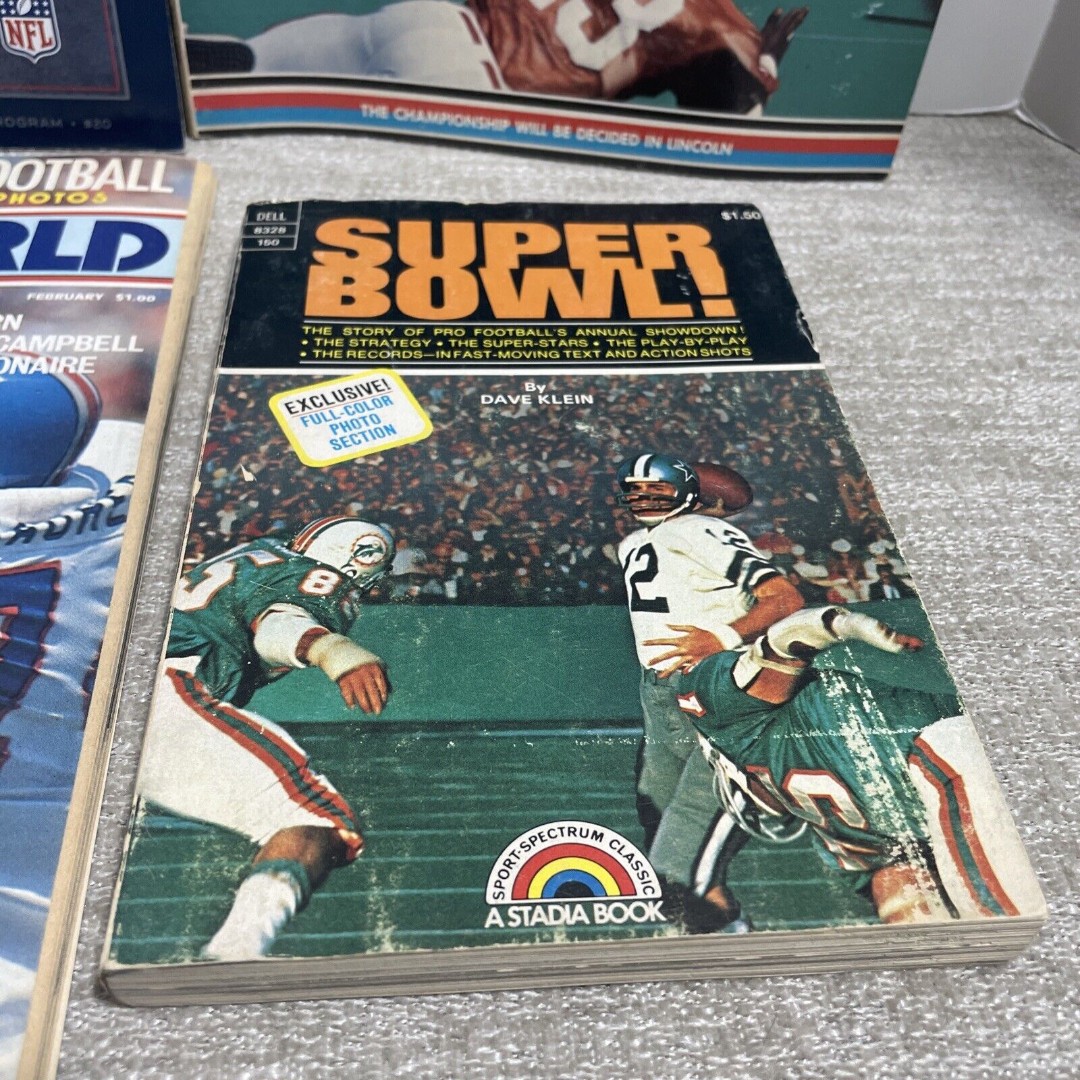 NFL
PROGRAM • $20
THE CHAMPIONSHIP WILL BE DECIDED IN LINCOLN
FOOTBALL
PHOTOS
RLD
FEBRUARY $1.00
CAMPBELL
DELL
8328
150
$1.50
SUPER
BOWL!
THE STORY OF PRO FOOTBALL'S ANNUAL SHOWDOWN!
• THE STRATEGY • THE SUPER-STARS • THE PLAY-BY-PLAY
• THE RECORDS—IN FAST-MOVING TEXT AND ACTION SHOTS
By
DAVE KLEIN
EXCLUSIVE!
FULL-COLOR
PHOTO
SECTION
12
SPORT-SPECTRUM CLASSIC
A STADIA BOOK